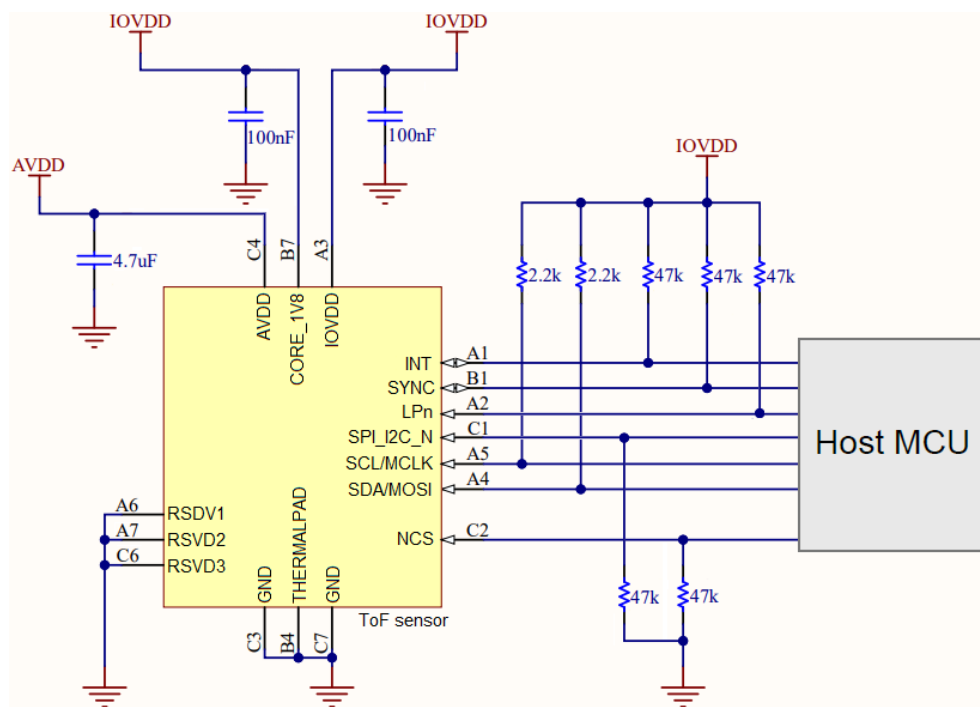 IOVDD
IOVDD
100nF
100nF
AVDD
IOVDD
4.7uF
C4
B7
A3
2.2k
2.2k
47k
47k
47k
AVDD
CORE_1V8
IOVDD
INT
A1
SYNC
B1
LPn
A2
SPI_I2C_N
C1
SCL/MCLK
A5
SDA/MOSI
A4
Host MCU
A6
RSDV1
A7
RSVD2
C6
RSVD3
NCS
C2
GND
THERMALPAD
GND
47k
47k
ToF sensor
C3
B4
C7